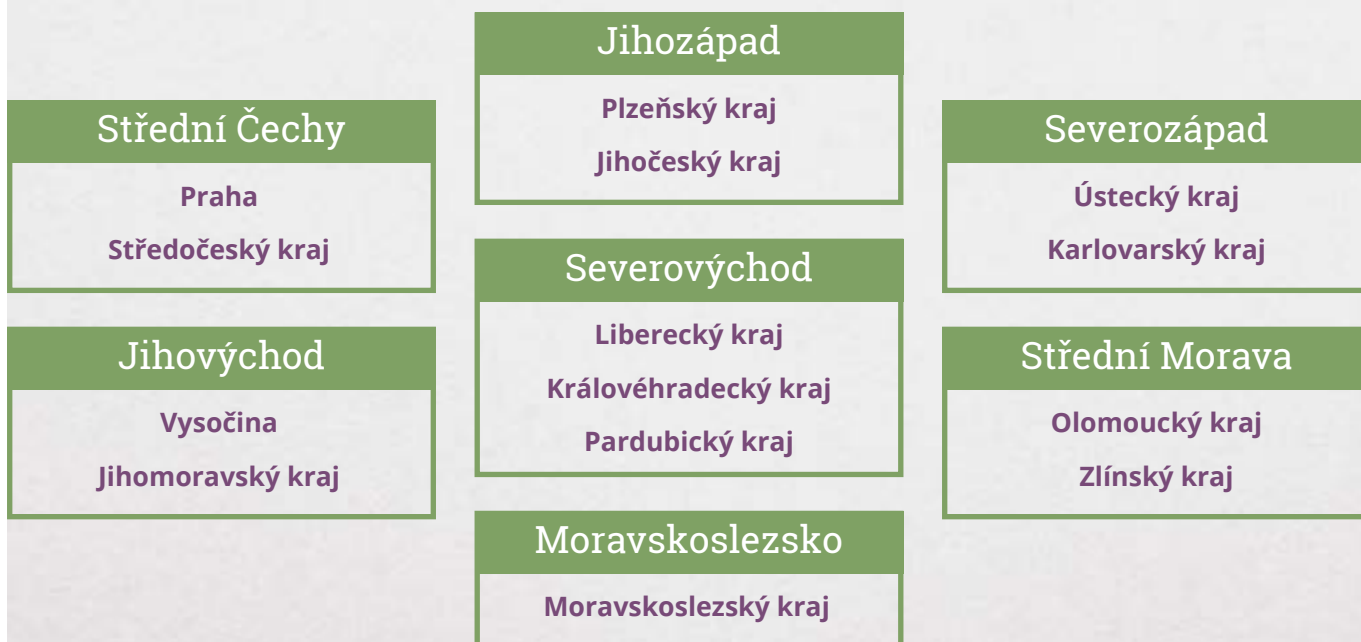 Jihozápad
Plzeňský kraj
Jihočeský kraj
Střední Čechy
Praha
Středočeský kraj
Severozápad
Ústecký kraj
Karlovarský kraj
Severovýchod
Liberecký kraj
Královéhradecký kraj
Pardubický kraj
Jihovýchod
Vysočina
Jihomoravský kraj
Střední Morava
Olomoucký kraj
Zlínský kraj
Moravskoslezsko
Moravskoslezský kraj